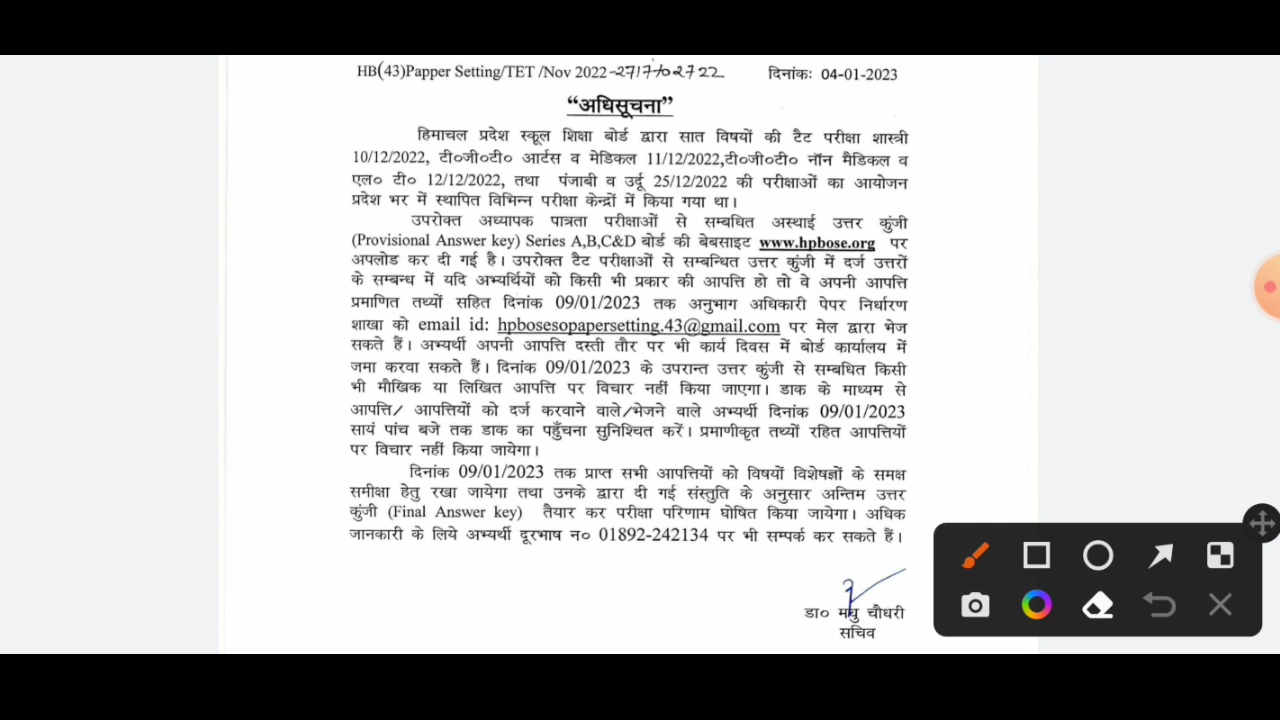 HB(43)Papper Setting/TET /Nov 2022-2717to2722 दिनांकः 04-01-2023
“अधिसूचना”
हिमाचल प्रदेश स्कूल शिक्षा बोर्ड द्वारा सात विषयों की टैट परीक्षा शास्त्री
10/12/2022, टी०जी०टी० आर्टस व मेडिकल 11/12/2022,टी०जी०टी० नॉन मैडिकल व
एल० टी० 12/12/2022, तथा पंजाबी व उर्दू 25/12/2022 की परीक्षाओं का आयोजन
प्रदेश भर में स्थापित विभिन्न परीक्षा केन्द्रों में किया गया था।
उपरोक्त अध्यापक पात्रता परीक्षाओं से सम्बधित अस्थाई उत्तर कुंजी
(Provisional Answer key) Series A,B,C&D बोर्ड की बेबसाइट www.hpbose.org पर
अपलोड कर दी गई है। उपरोक्त टैट परीक्षाओं से सम्बन्धित उत्तर कुंजी में दर्ज उत्तरों
के सम्बन्ध में यदि अभ्यर्थियों को किसी भी प्रकार की आपत्ति हो तो वे अपनी आपत्ति
प्रमाणित तथ्यों सहित दिनांक 09/01/2023 तक अनुभाग अधिकारी पेपर निर्धारण
शाखा को email id: hpbosesopapersetting.43@gmail.com पर मेल द्वारा भेज
सकते हैं। अभ्यर्थी अपनी आपत्ति दस्ती तौर पर भी कार्य दिवस में बोर्ड कार्यालय में
जमा करवा सकते हैं। दिनांक 09/01/2023 के उपरान्त उत्तर कुंजी से सम्बधित किसी
भी मौखिक या लिखित आपत्ति पर विचार नहीं किया जाएगा। डाक के माध्यम से
आपत्ति/ आपत्तियों को दर्ज करवाने वाले/भेजने वाले अभ्यर्थी दिनांक 09/01/2023
सायं पांच बजे तक डाक का पहुँचना सुनिश्चित करें। प्रमाणीकृत तथ्यों रहित आपत्तियों
पर विचार नहीं किया जायेगा।
दिनांक 09/01/2023 तक प्राप्त सभी आपत्तियों को विषयों विशेषज्ञों के समक्ष
समीक्षा हेतु रखा जायेगा तथा उनके द्वारा दी गई संस्तुति के अनुसार अन्तिम उत्तर
कुंजी (Final Answer key) तैयार कर परीक्षा परिणाम घोषित किया जायेगा। अधिक
जानकारी के लिये अभ्यर्थी दूरभाष न० 01892-242134 पर भी सम्पर्क कर सकते हैं।
डा० मधु चौधरी
सचिव